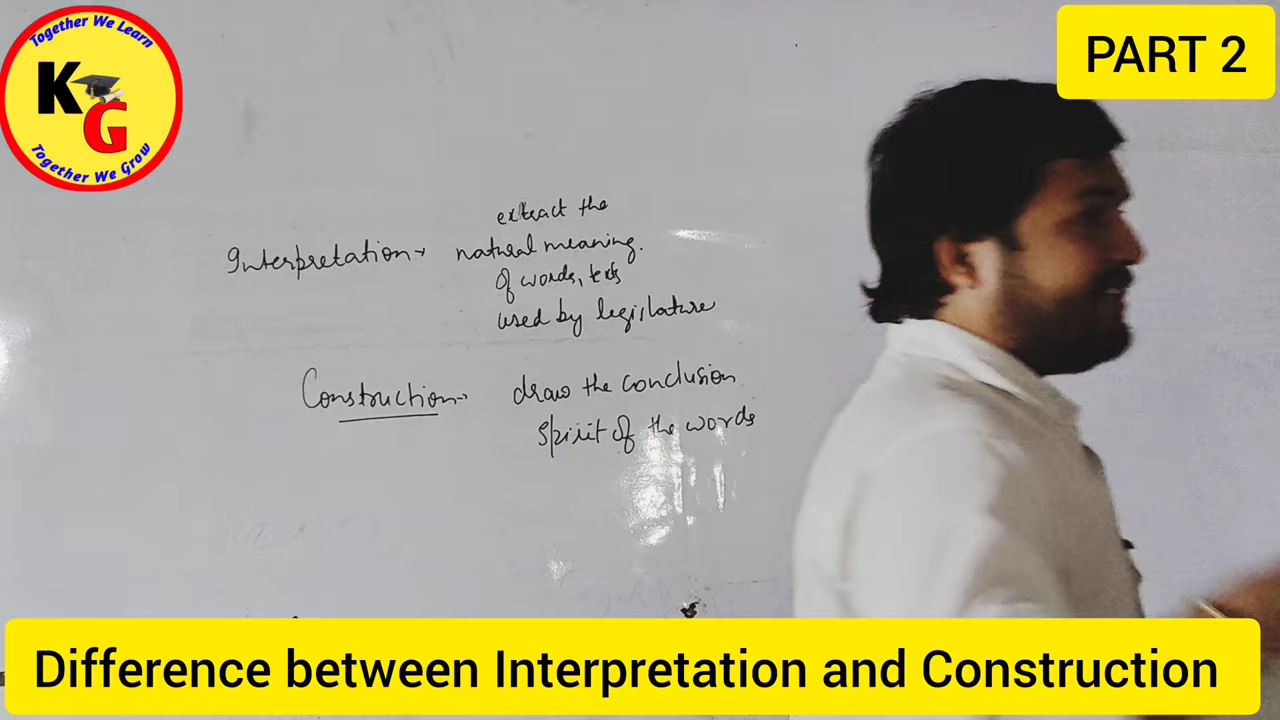 Together We Learn
KG
Together We Grow
PART 2
extract the
Interpretation → natural meaning.
of words, texts
used by legislature
Construction → draw the conclusion
spirit of the words
Difference between Interpretation and Construction